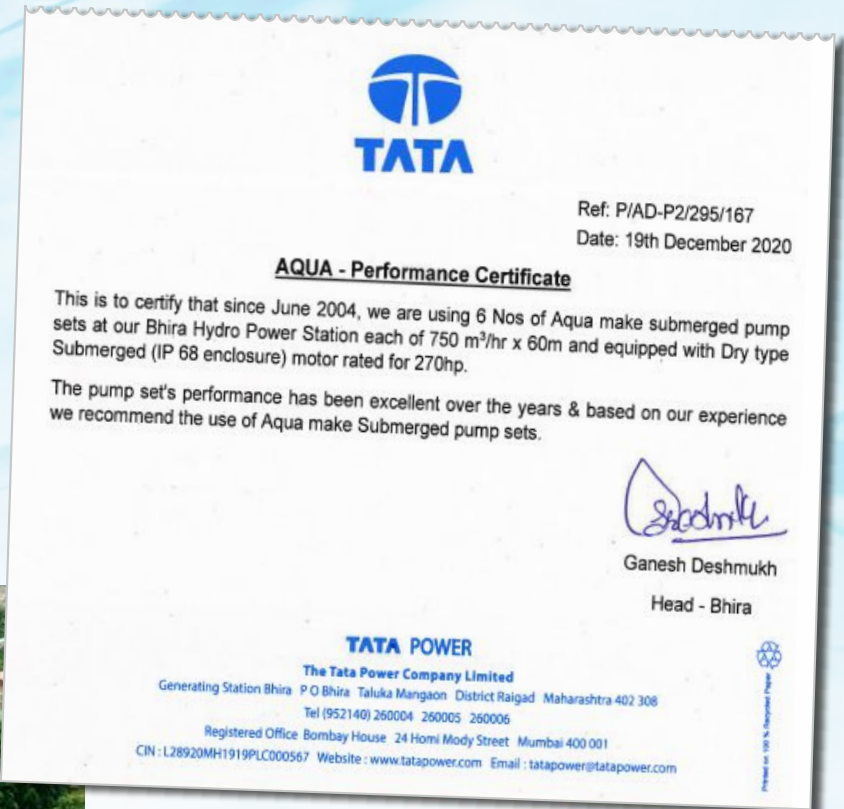 TATA
Ref: P/AD-P2/295/167
Date: 19th December 2020
AQUA - Performance Certificate
This is to certify that since June 2004, we are using 6 Nos of Aqua make submerged pump
sets at our Bhira Hydro Power Station each of 750 m³/hr x 60m and equipped with Dry type
Submerged (IP 68 enclosure) motor rated for 270hp.
The pump set's performance has been excellent over the years & based on our experience
we recommend the use of Aqua make Submerged pump sets.
Ganesh Deshmukh
Head - Bhira
TATA POWER
The Tata Power Company Limited
Generating Station Bhira P O Bhira Taluka Mangaon District Raigad Maharashtra 402 308
Tel (952140) 260004 260005 260006
Registered Office Bombay House 24 Homi Mody Street Mumbai 400 001
CIN : L28920MH1919PLC000567 Website : www.tatapower.com Email : tatapower@tatapower.com
Printed on 100 % Recycled Paper